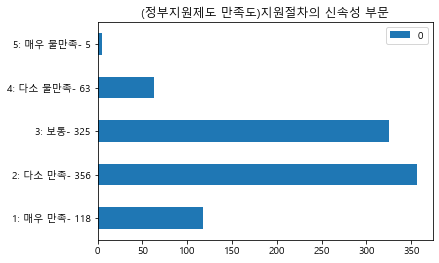 (정부지원제도 만족도)지원절차의 신속성 부문
0
5: 매우 불만족- 5
4: 다소 불만족- 63
3: 보통- 325
2: 다소 만족- 356
1: 매우 만족- 118
0 50 100 150 200 250 300 350